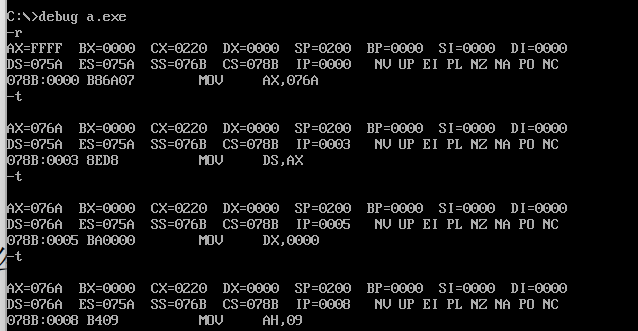 C:\>debug a.exe
-r
AX=FFFF  BX=0000  CX=0220  DX=0000  SP=0200  BP=0000  SI=0000  DI=0000
DS=075A  ES=075A  SS=076B  CS=078B  IP=0000   NV UP EI PL NZ NA PO NC
078B:0000 B86A07        MOV     AX,076A
-t
AX=076A  BX=0000  CX=0220  DX=0000  SP=0200  BP=0000  SI=0000  DI=0000
DS=075A  ES=075A  SS=076B  CS=078B  IP=0003   NV UP EI PL NZ NA PO NC
078B:0003 8ED8          MOV     DS,AX
-t
AX=076A  BX=0000  CX=0220  DX=0000  SP=0200  BP=0000  SI=0000  DI=0000
DS=076A  ES=075A  SS=076B  CS=078B  IP=0005   NV UP EI PL NZ NA PO NC
078B:0005 BA0000        MOV     DX,0000
-t
AX=076A  BX=0000  CX=0220  DX=0000  SP=0200  BP=0000  SI=0000  DI=0000
DS=076A  ES=075A  SS=076B  CS=078B  IP=0008   NV UP EI PL NZ NA PO NC
078B:0008 B409          MOV     AH,09